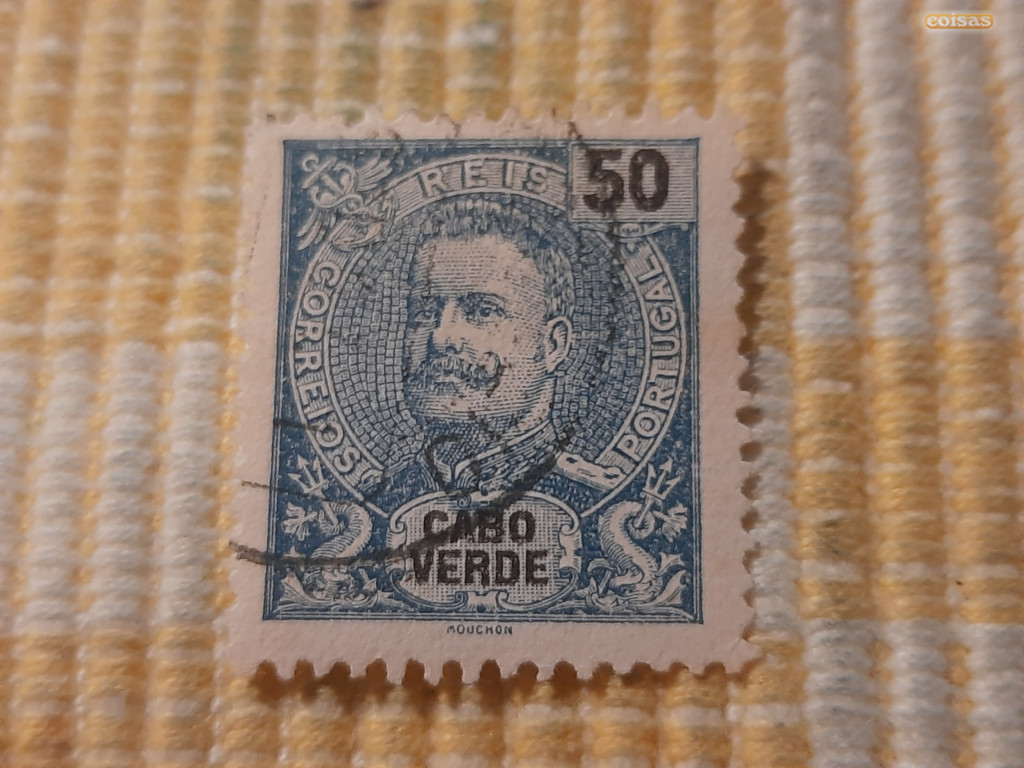 coisas
REIS
50
CORREIOS
PORTUGAL
CABO
VERDE
MOUCHON